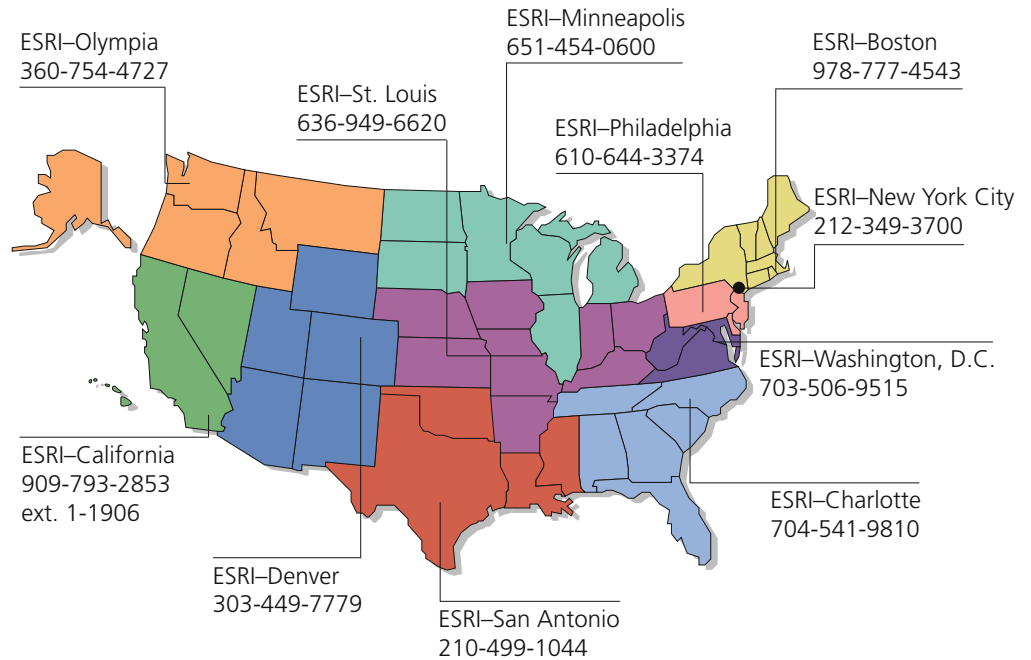 ESRI–Olympia
360-754-4727
ESRI–St. Louis
636-949-6620
ESRI–Minneapolis
651-454-0600
ESRI–Philadelphia
610-644-3374
ESRI–Boston
978-777-4543
ESRI–New York City
212-349-3700
ESRI–Washington, D.C.
703-506-9515
ESRI–California
909-793-2853
ext. 1-1906
ESRI–Charlotte
704-541-9810
ESRI–Denver
303-449-7779
ESRI–San Antonio
210-499-1044